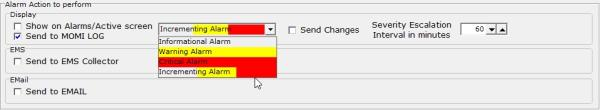 Alarm Action to perform
Display
Show on Alarms/Active screen
Send to MOMI LOG
Incrementing Alarm
Send Changes
Severity Escalation
Interval in minutes
60
Informational Alarm
Warning Alarm
Critical Alarm
Incrementing Alarm
EMS
Send to EMS Collector
EMail
Send to EMAIL